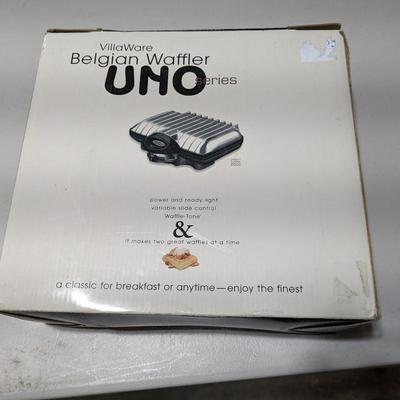 VillaWare
Belgian Waffler
UNO series
power and ready light
variable slide control
Waffle-Tone®
&
it makes two great waffles at a time
a classic for breakfast or anytime—enjoy the finest